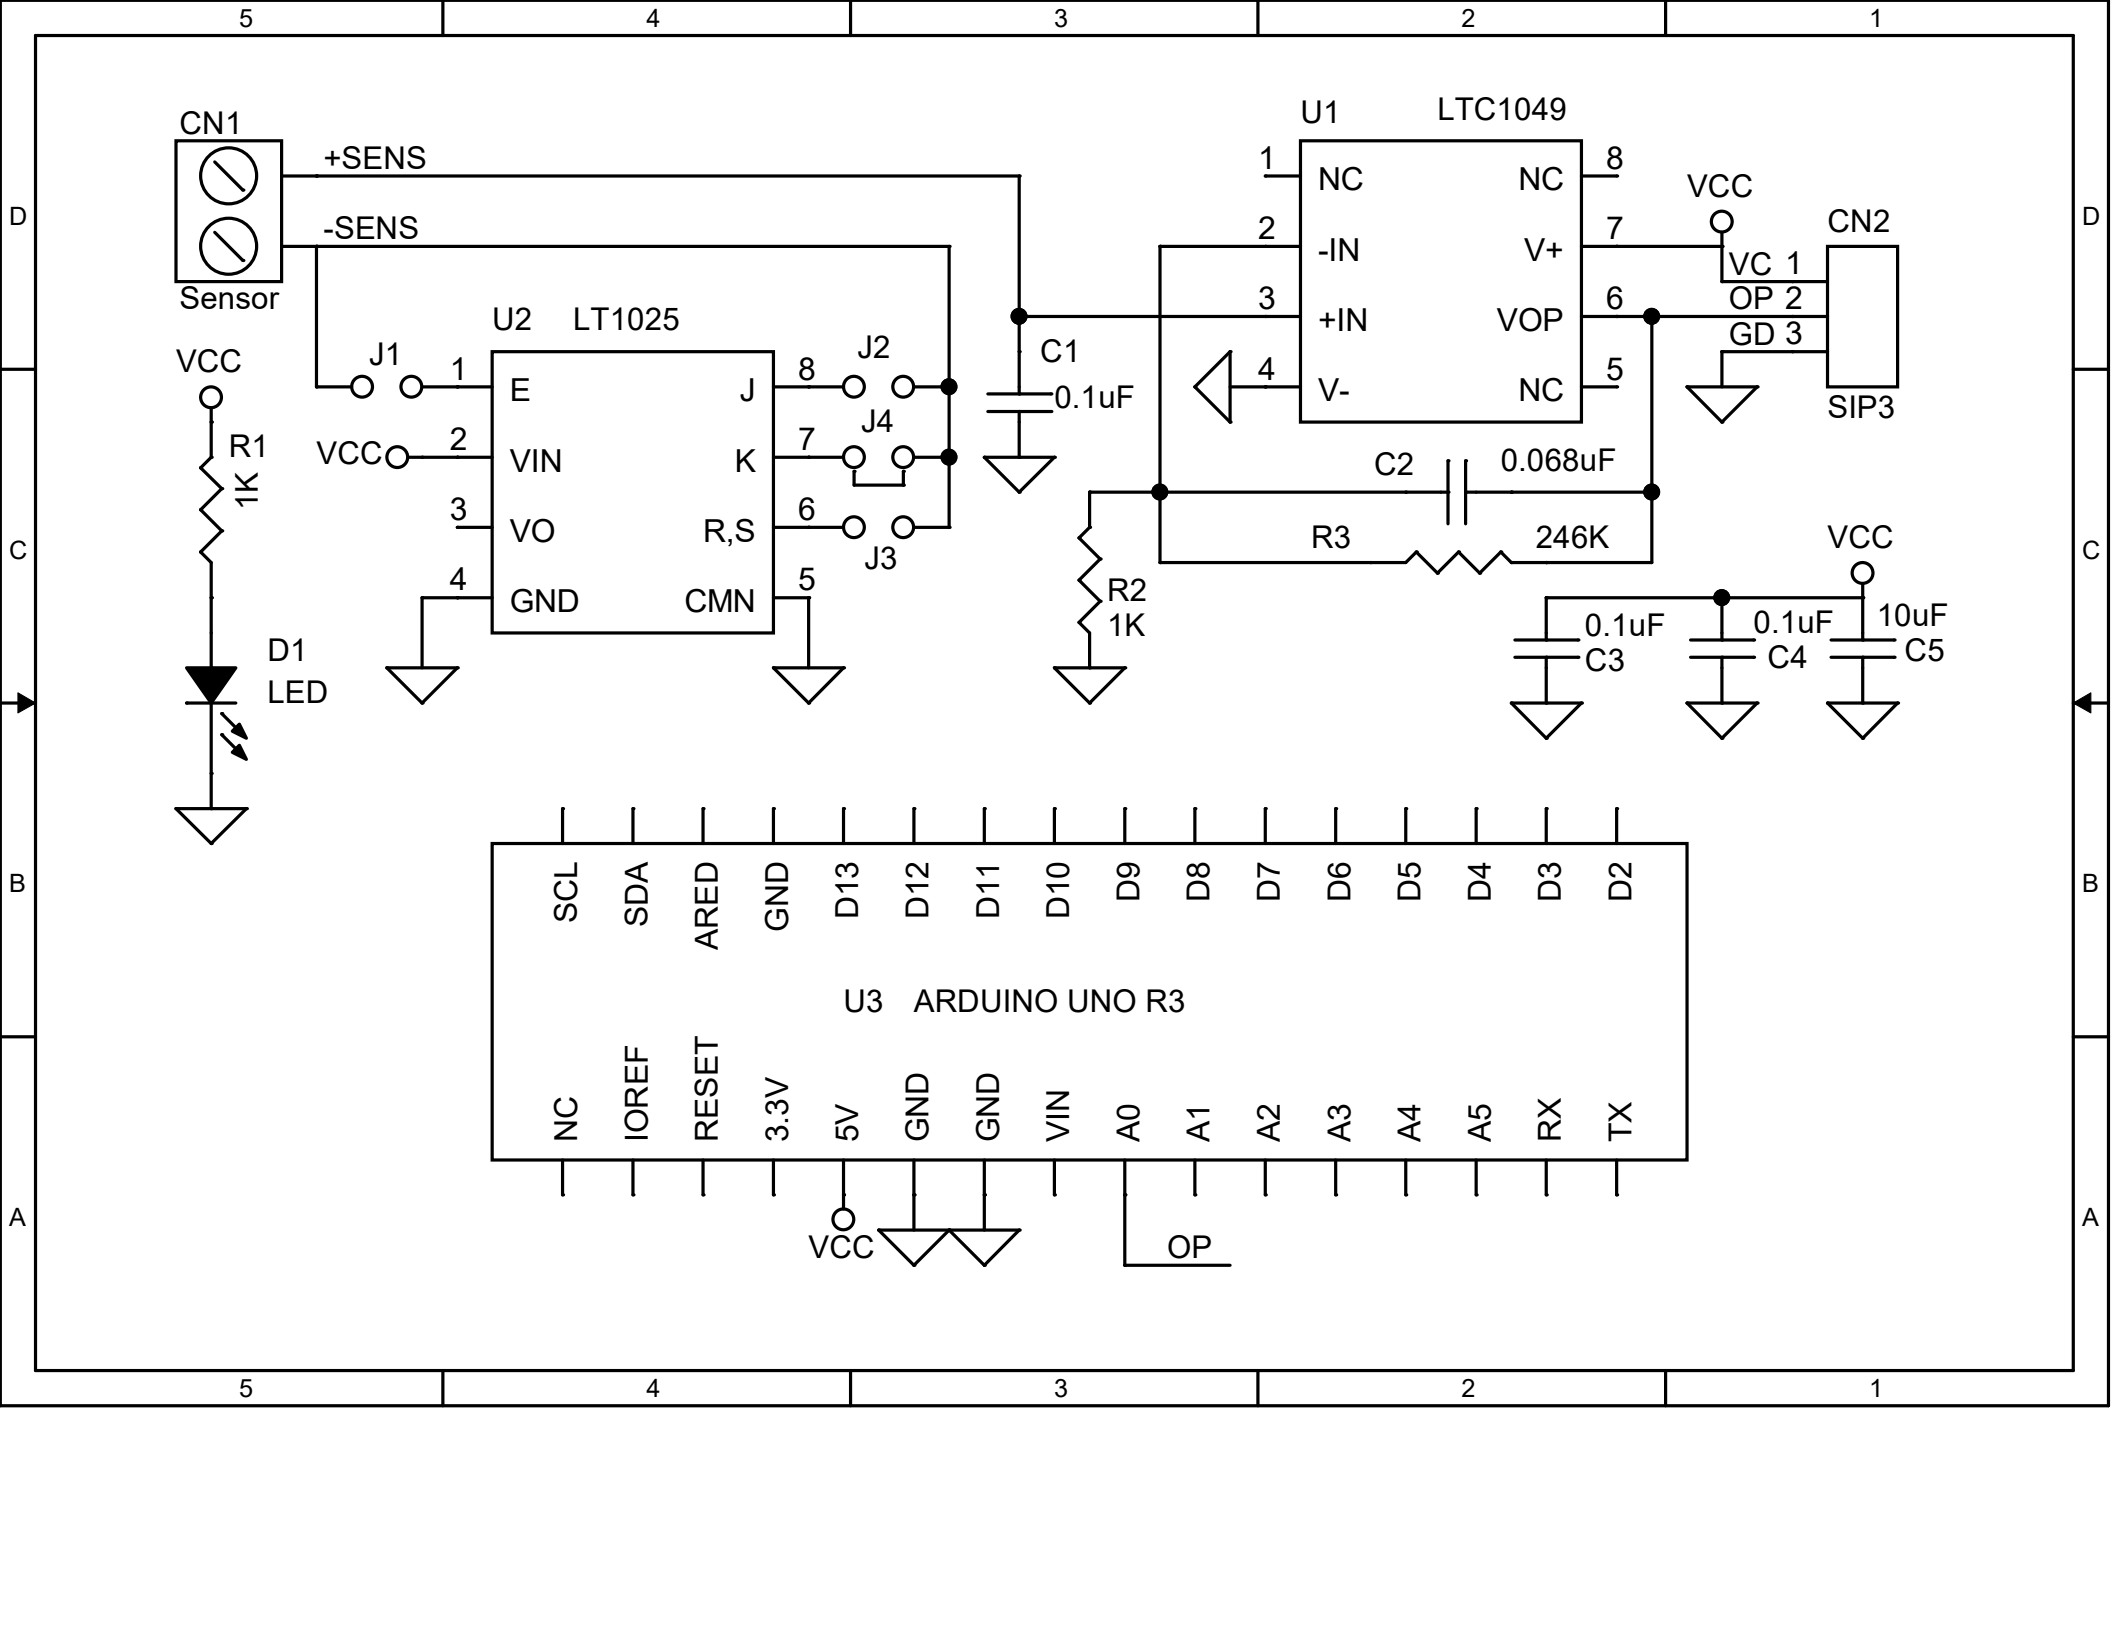 5 4 3 2 1
D D
C C
B B
A A
CN1
+SENS
-SENS
Sensor
U1 LTC1049
1 NC NC 8
2 -IN V+ 7
3 +IN VOP 6
4 V- NC 5
VCC
CN2
VC 1
OP 2
GD 3
SIP3
U2 LT1025
J1 1 E J 8 J2
VCC 2 VIN K 7 J4
3 VO R,S 6 J3
4 GND CMN 5
VCC
R1
1K
D1
LED
C1
0.1uF
C2 0.068uF
R3 246K
R2
1K
VCC
0.1uF
C3
0.1uF
C4
10uF
C5
SCL SDA ARED GND D13 D12 D11 D10 D9 D8 D7 D6 D5 D4 D3 D2
U3 ARDUINO UNO R3
NC IOREF RESET 3.3V 5V GND GND VIN A0 A1 A2 A3 A4 A5 RX TX
VCC OP
5 4 3 2 1